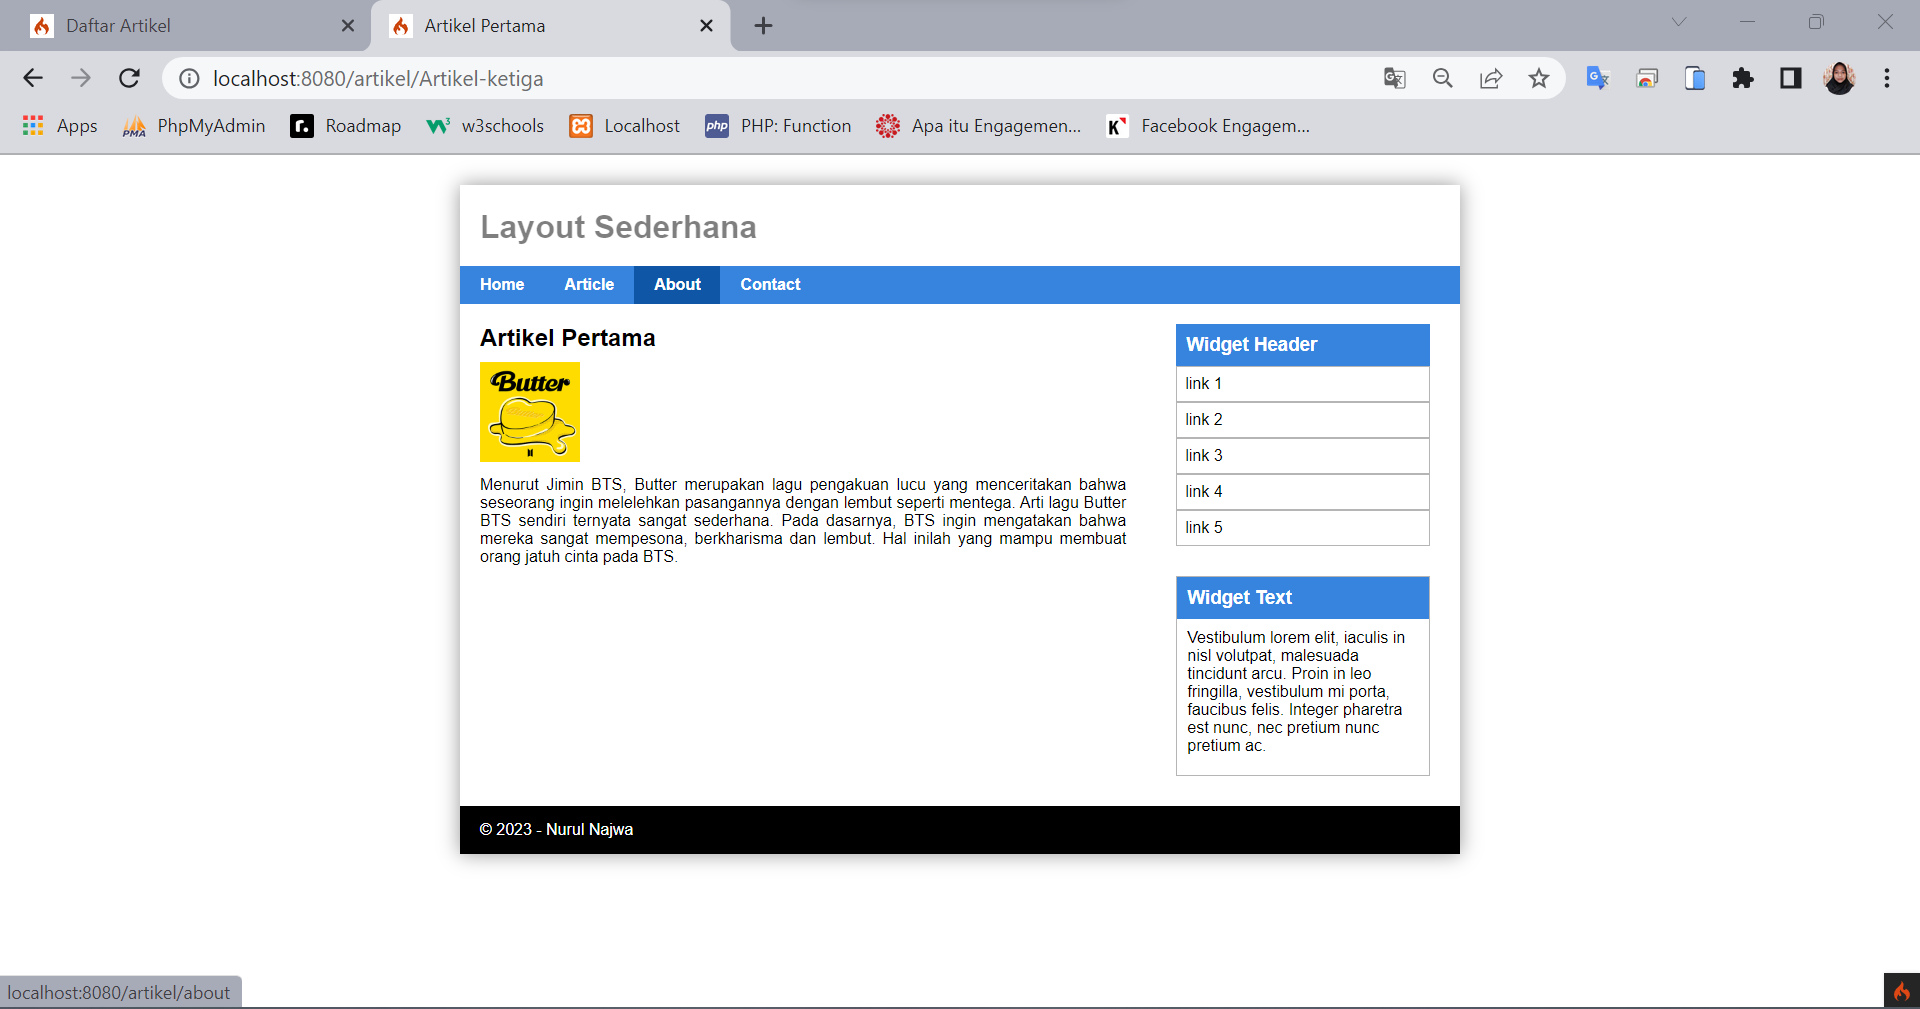 Daftar Artikel
Artikel Pertama
localhost:8080/artikel/Artikel-ketiga
Apps
PMA
PhpMyAdmin
r.
Roadmap
w3
w3schools
Localhost
php
PHP: Function
Apa itu Engagemen...
K
Facebook Engagem...
Layout Sederhana
Home
Article
About
Contact
Artikel Pertama
Butter
Menurut Jimin BTS, Butter merupakan lagu pengakuan lucu yang menceritakan bahwa
seseorang ingin melelehkan pasangannya dengan lembut seperti mentega. Arti lagu Butter
BTS sendiri ternyata sangat sederhana. Pada dasarnya, BTS ingin mengatakan bahwa
mereka sangat mempesona, berkharisma dan lembut. Hal inilah yang mampu membuat
orang jatuh cinta pada BTS.
Widget Header
link 1
link 2
link 3
link 4
link 5
Widget Text
Vestibulum lorem elit, iaculis in
nisl volutpat, malesuada
tincidunt arcu. Proin in leo
fringilla, vestibulum mi porta,
faucibus felis. Integer pharetra
est nunc, nec pretium nunc
pretium ac.
© 2023 - Nurul Najwa
localhost:8080/artikel/about